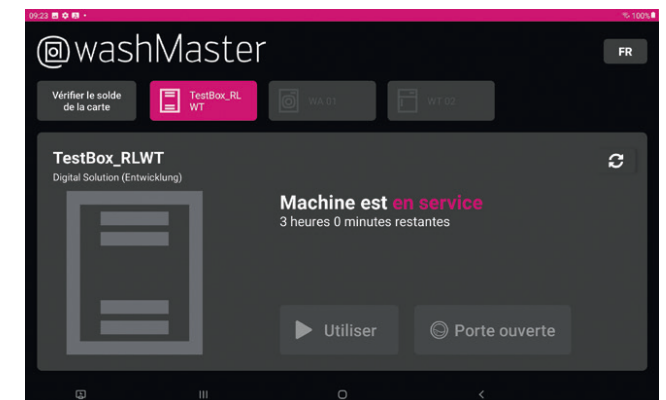 09:23
100%
@washMaster
FR
Vérifier le solde
de la carte
TestBox_RL
WT
WA 01
WT 02
TestBox_RLWT
Digital Solution (Entwicklung)
Machine est en service
3 heures 0 minutes restantes
Utiliser
Porte ouverte